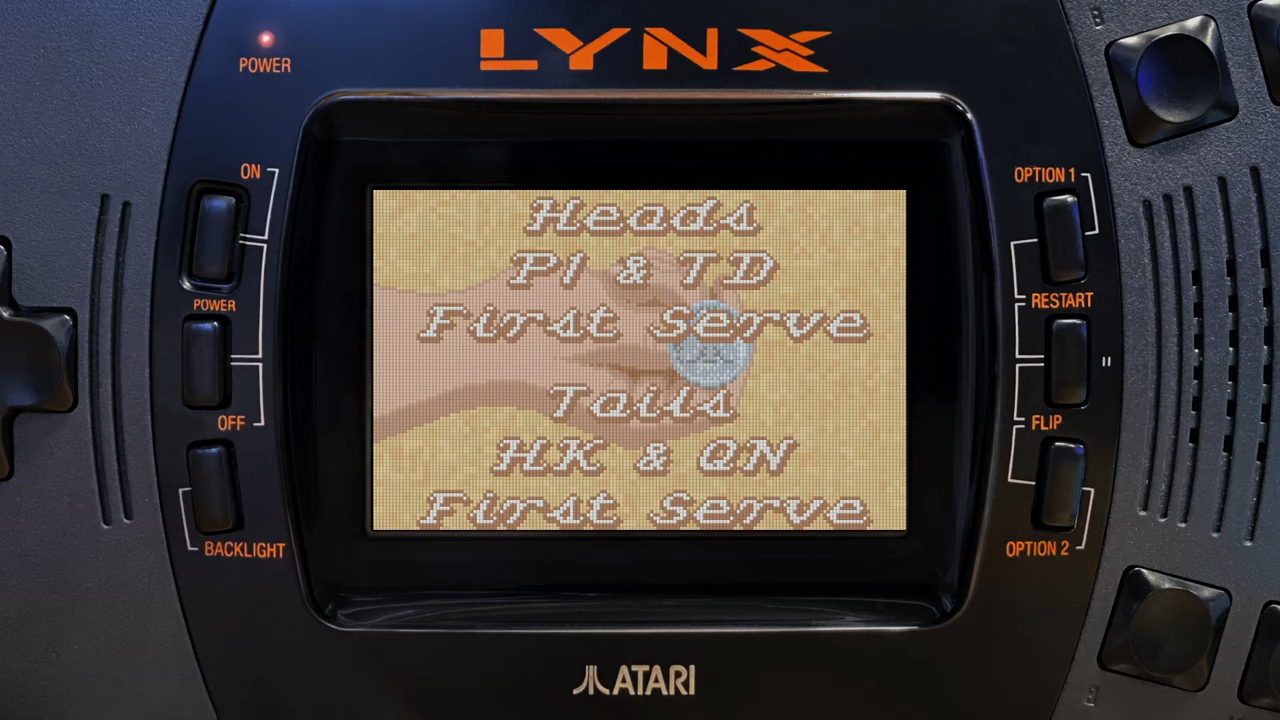 B
POWER
LYNX
ON
OPTION 1
Heads
P1 & TD
First Serve
POWER
RESTART
Tails
OFF
FLIP
HK & QN
First Serve
BACKLIGHT
OPTION 2
ATARI